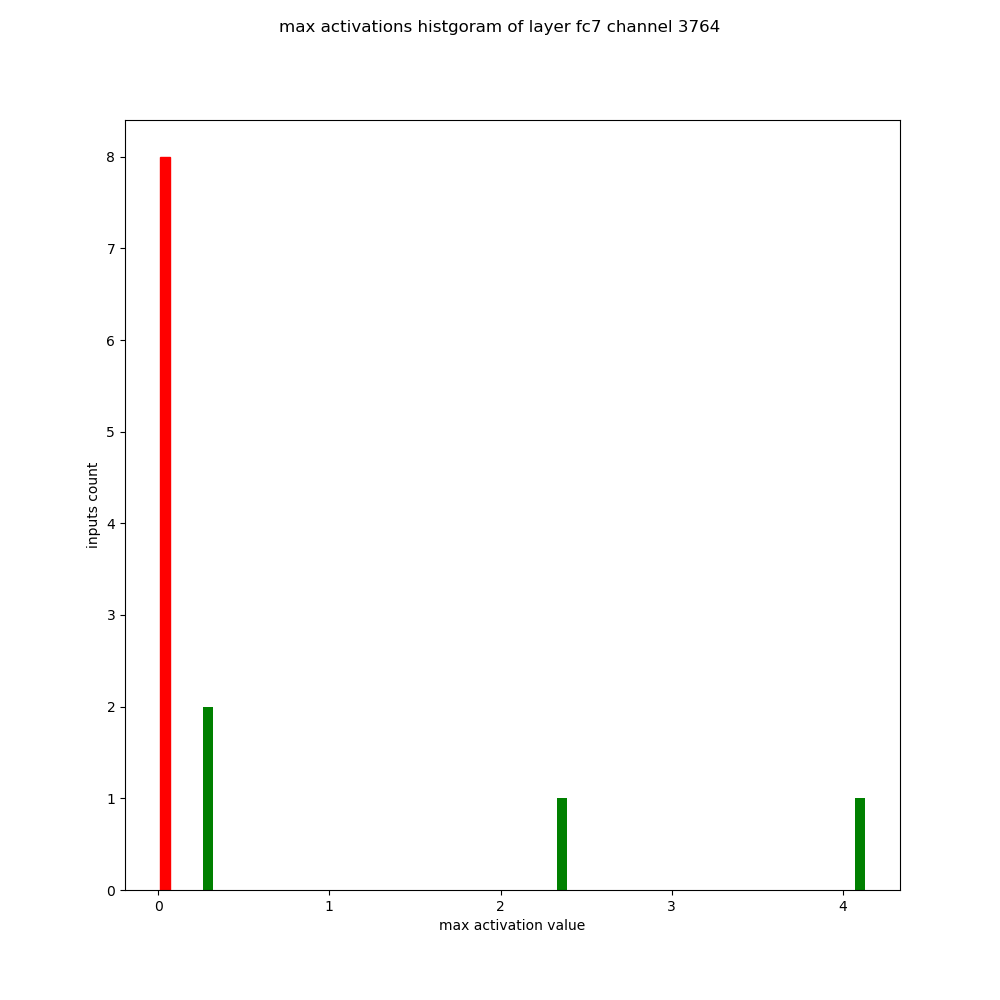 max activations histgoram of layer fc7 channel 3764
8
7
6
5
4
3
2
1
0
inputs count
0 1 2 3 4
max activation value